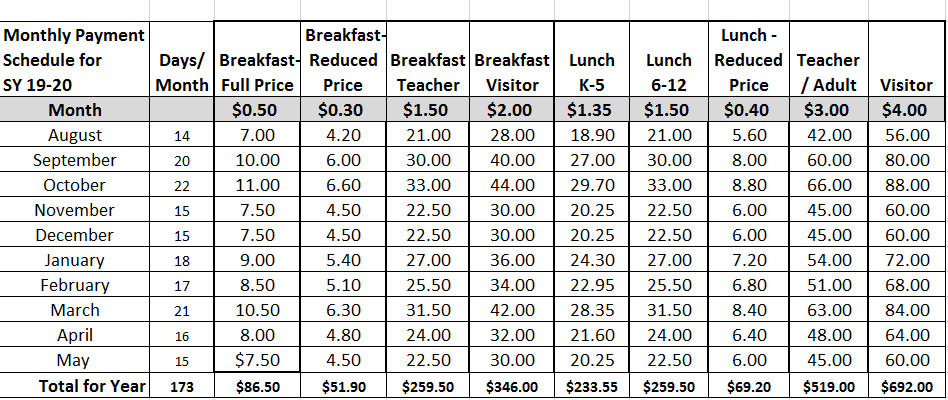 Monthly Payment Schedule for SY 19-20 Days/ Month Breakfast- Full Price Breakfast- Reduced Price Breakfast Teacher Breakfast Visitor Lunch K-5 Lunch 6-12 Lunch - Reduced Price Teacher / Adult Visitor
Month $0.50 $0.30 $1.50 $2.00 $1.35 $1.50 $0.40 $3.00 $4.00
August 14 7.00 4.20 21.00 28.00 18.90 21.00 5.60 42.00 56.00
September 20 10.00 6.00 30.00 40.00 27.00 30.00 8.00 60.00 80.00
October 22 11.00 6.60 33.00 44.00 29.70 33.00 8.80 66.00 88.00
November 15 7.50 4.50 22.50 30.00 20.25 22.50 6.00 45.00 60.00
December 15 7.50 4.50 22.50 30.00 20.25 22.50 6.00 45.00 60.00
January 18 9.00 5.40 27.00 36.00 24.30 27.00 7.20 54.00 72.00
February 17 8.50 5.10 25.50 34.00 22.95 25.50 6.80 51.00 68.00
March 21 10.50 6.30 31.50 42.00 28.35 31.50 8.40 63.00 84.00
April 16 8.00 4.80 24.00 32.00 21.60 24.00 6.40 48.00 64.00
May 15 $7.50 4.50 22.50 30.00 20.25 22.50 6.00 45.00 60.00
Total for Year 173 $86.50 $51.90 $259.50 $346.00 $233.55 $259.50 $69.20 $519.00 $692.00